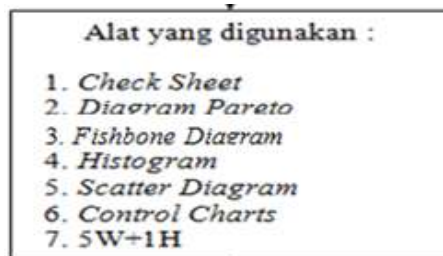 Alat yang digunakan :
1. Check Sheet
2. Diagram Pareto
3. Fishbone Diagram
4. Histogram
5. Scatter Diagram
6. Control Charts
7. 5W+1H